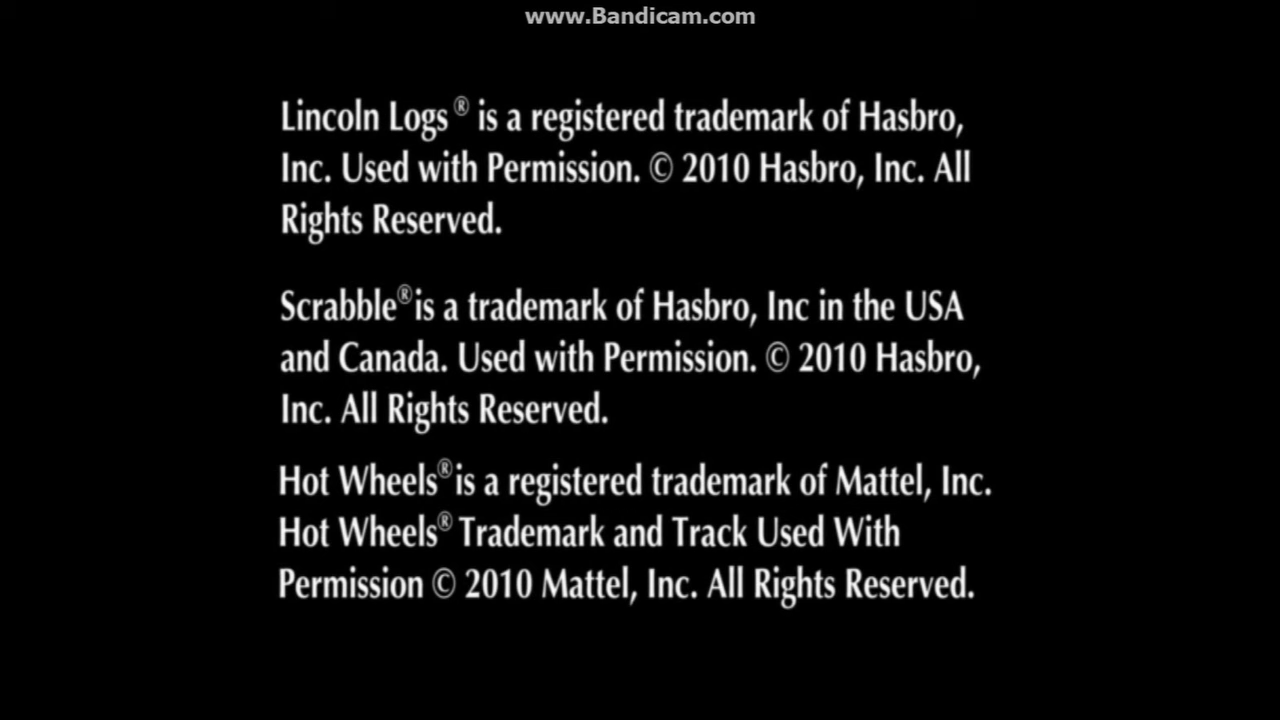 www.Bandicam.com
Lincoln Logs® is a registered trademark of Hasbro,
Inc. Used with Permission. © 2010 Hasbro, Inc. All
Rights Reserved.
Scrabble® is a trademark of Hasbro, Inc in the USA
and Canada. Used with Permission. © 2010 Hasbro,
Inc. All Rights Reserved.
Hot Wheels® is a registered trademark of Mattel, Inc.
Hot Wheels® Trademark and Track Used With
Permission © 2010 Mattel, Inc. All Rights Reserved.